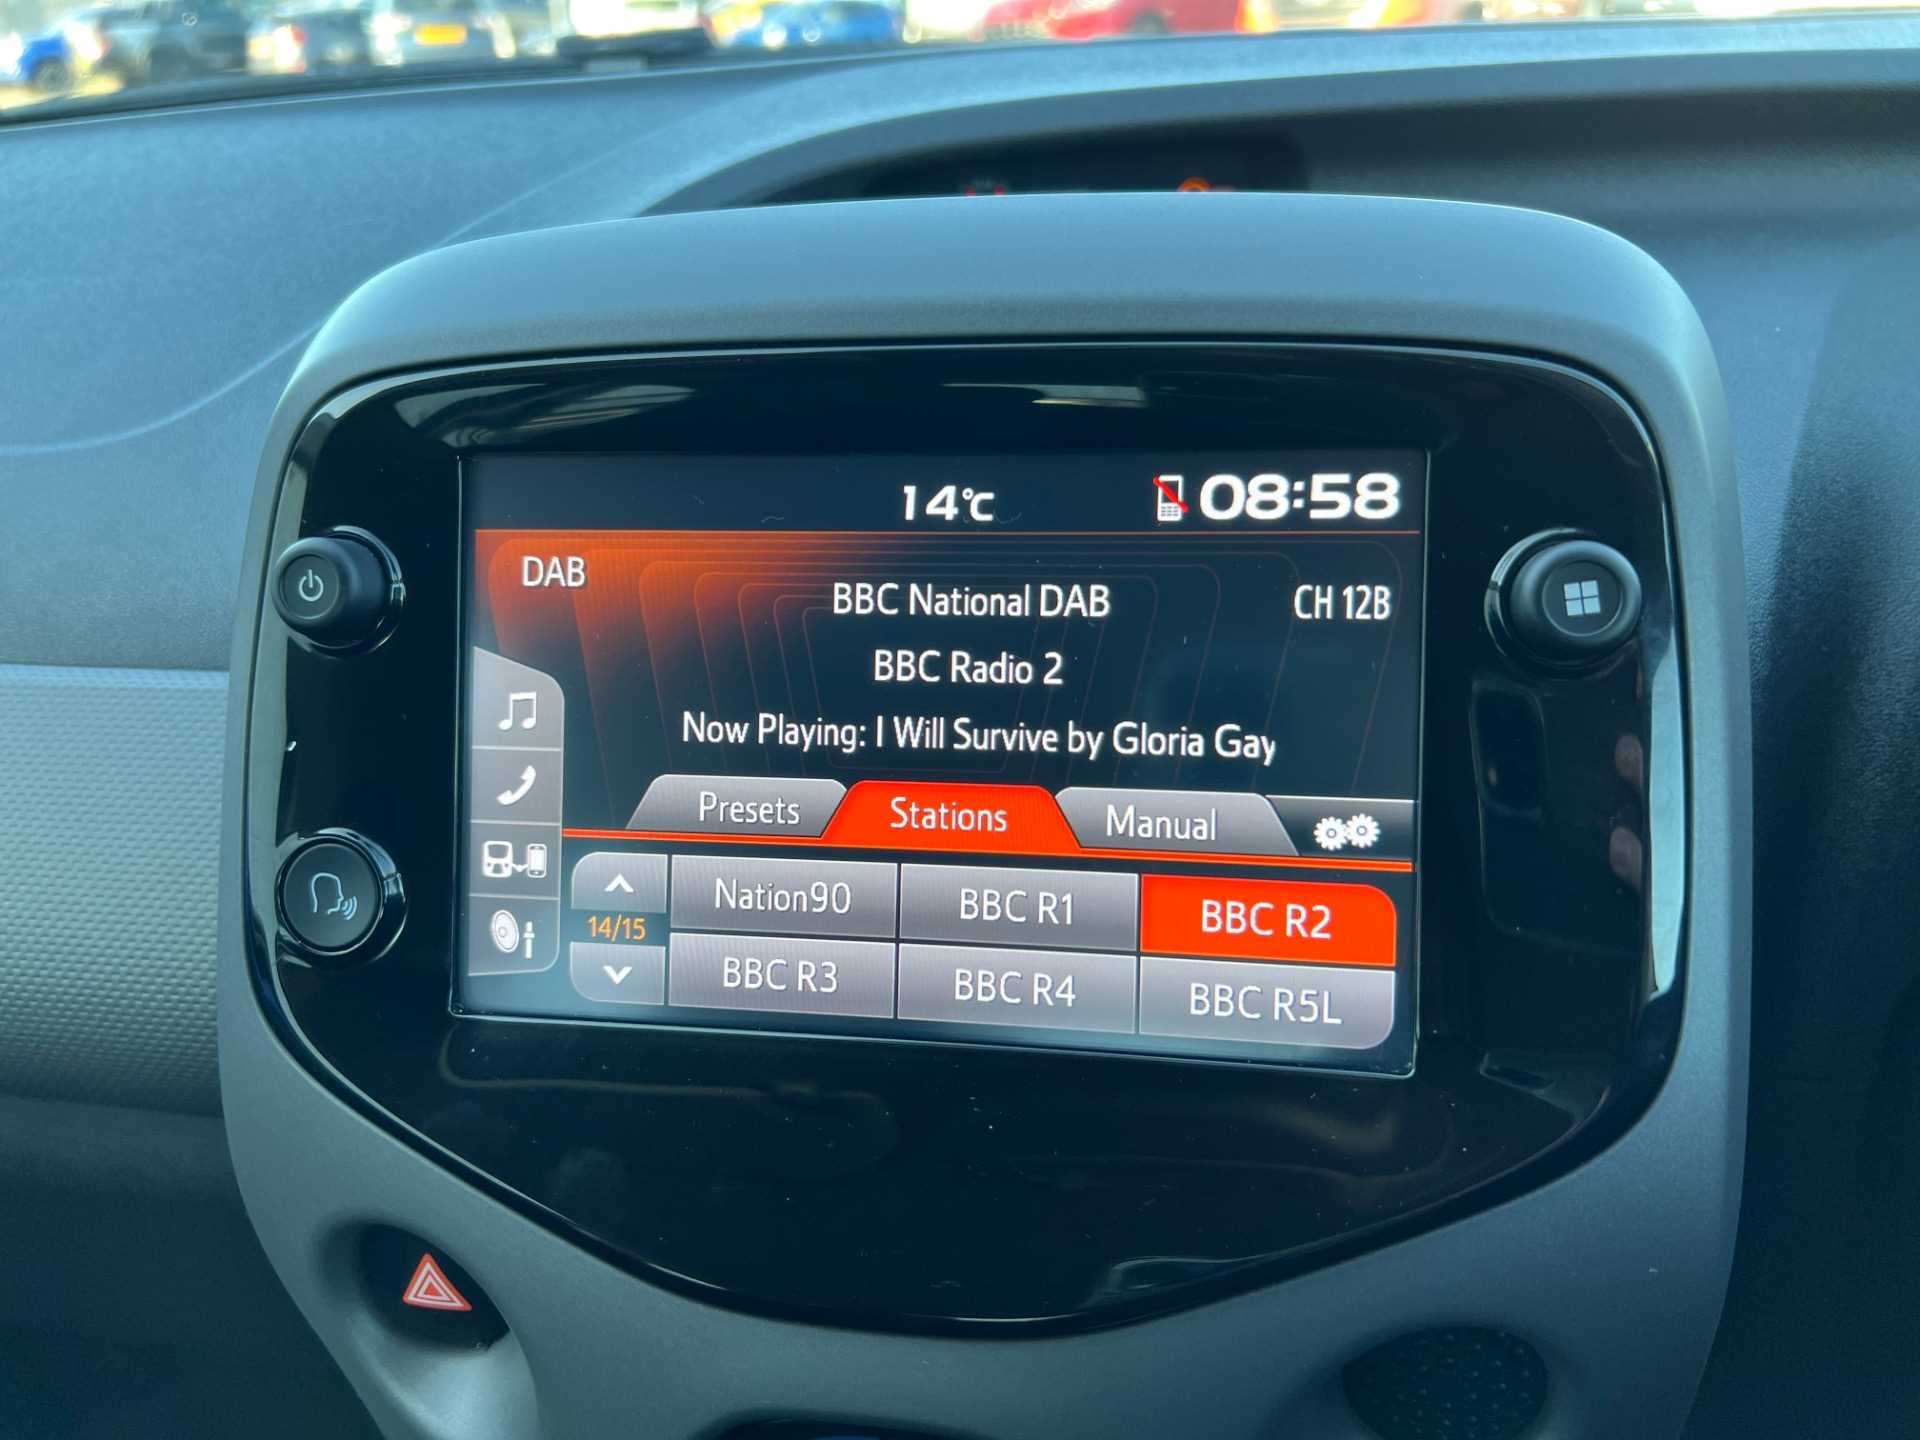 14°C 08:58
DAB
BBC National DAB CH 12B
BBC Radio 2
Now Playing: I Will Survive by Gloria Gay
Presets Stations Manual
Nation90 BBC R1 BBC R2
14/15
BBC R3 BBC R4 BBC R5L